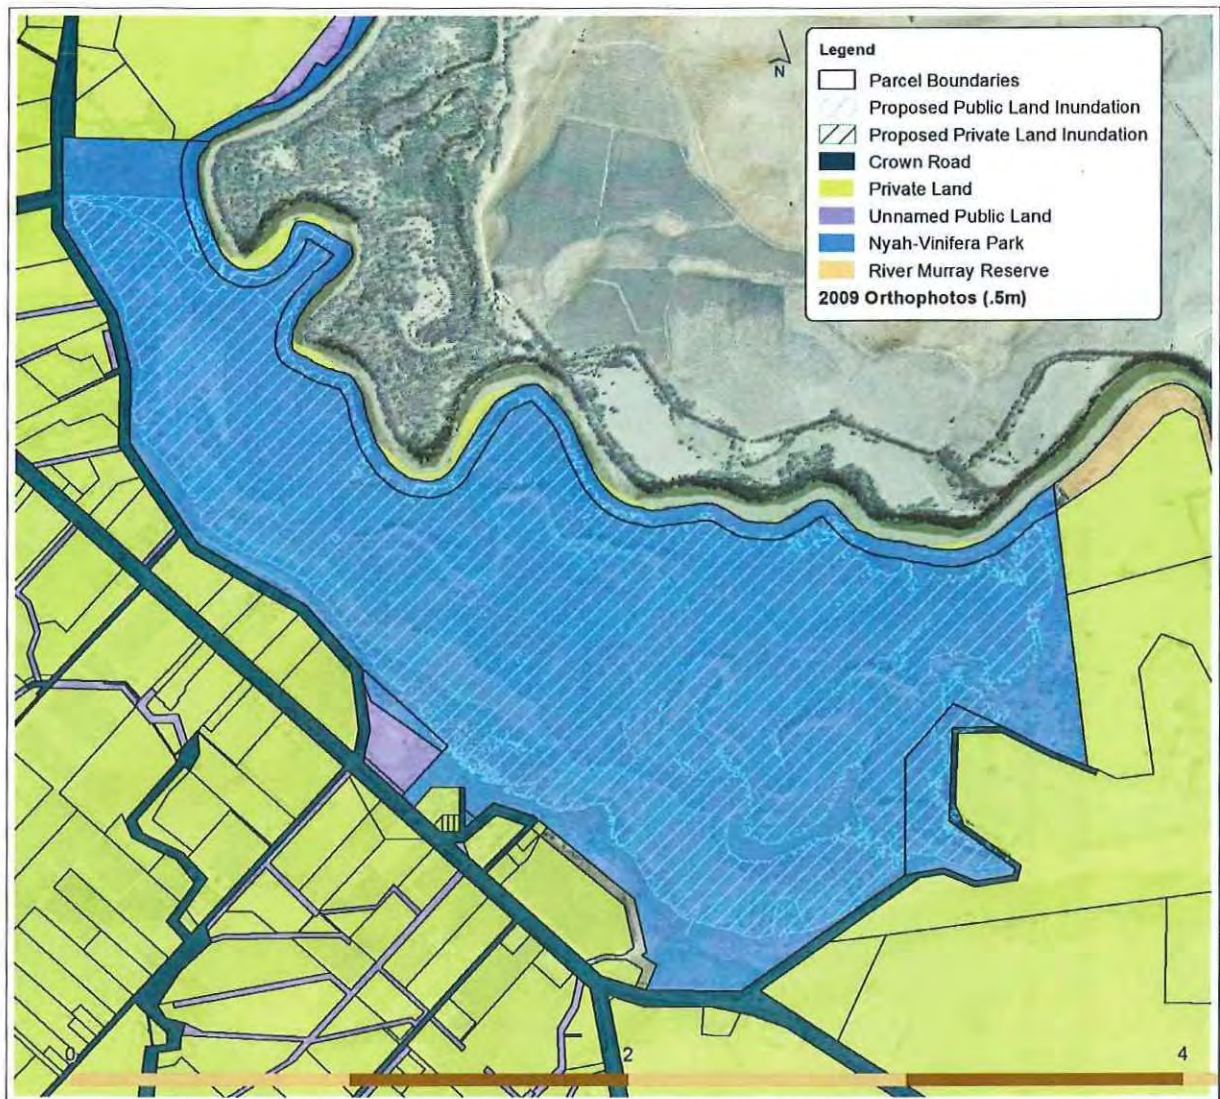 N
Legend
Parcel Boundaries
Proposed Public Land Inundation
Proposed Private Land Inundation
Crown Road
Private Land
Unnamed Public Land
Nyah-Vinifera Park
River Murray Reserve
2009 Orthophotos (.5m)
0 2 4